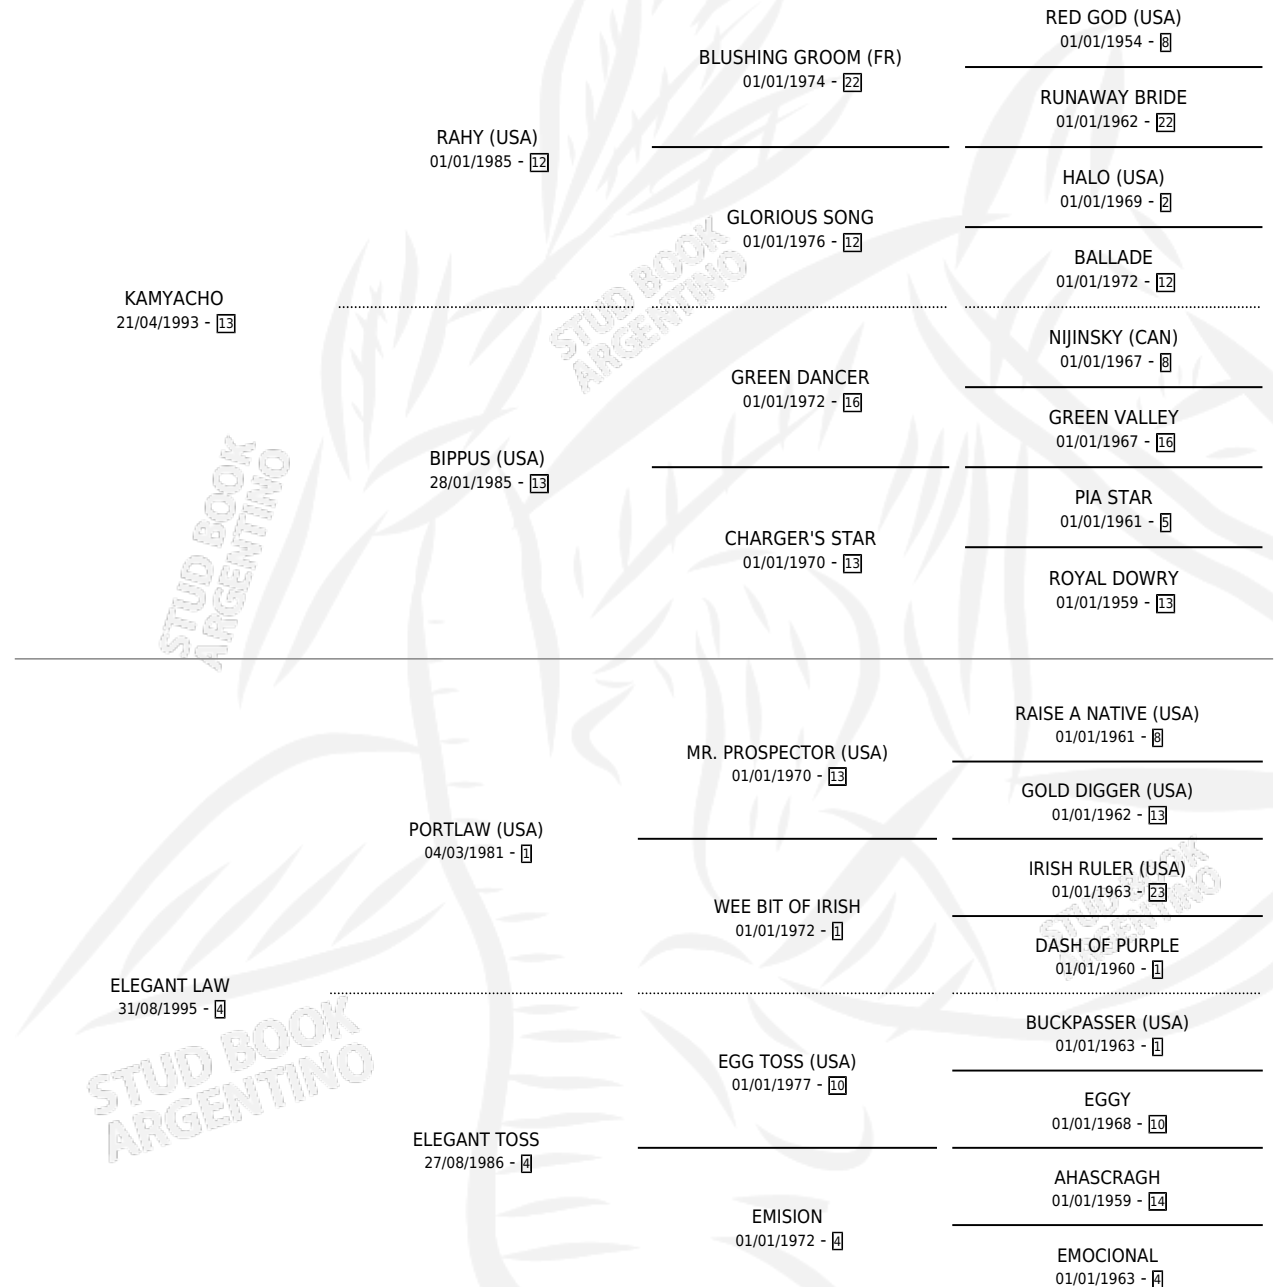 RED GOD (USA)
01/01/1954 - 8
BLUSHING GROOM (FR)
01/01/1974 - 22
RUNAWAY BRIDE
01/01/1962 - 22
RAHY (USA)
01/01/1985 - 12
HALO (USA)
01/01/1969 - 2
GLORIOUS SONG
01/01/1976 - 12
BALLADE
01/01/1972 - 12
KAMYACHO
21/04/1993 - 13
NIJINSKY (CAN)
01/01/1967 - 8
GREEN DANCER
01/01/1972 - 16
GREEN VALLEY
01/01/1967 - 16
BIPPUS (USA)
28/01/1985 - 13
PIA STAR
01/01/1961 - 5
CHARGER'S STAR
01/01/1970 - 13
ROYAL DOWRY
01/01/1959 - 13
STUD BOOK
ARGENTINO
STUD BOOK
ARGENTINO
RAISE A NATIVE (USA)
01/01/1961 - 8
MR. PROSPECTOR (USA)
01/01/1970 - 13
GOLD DIGGER (USA)
01/01/1962 - 13
PORTLAW (USA)
04/03/1981 - 1
IRISH RULER (USA)
01/01/1963 - 23
WEE BIT OF IRISH
01/01/1972 - 1
DASH OF PURPLE
01/01/1960 - 1
ELEGANT LAW
31/08/1995 - 4
BUCKPASSER (USA)
01/01/1963 - 1
EGG TOSS (USA)
01/01/1977 - 10
EGGY
01/01/1968 - 10
ELEGANT TOSS
27/08/1986 - 4
AHASCRAGH
01/01/1959 - 14
EMISION
01/01/1972 - 4
EMOCIONAL
01/01/1963 - 4
STUD BOOK
ARGENTINO
STUD BOOK
ARGENTINO